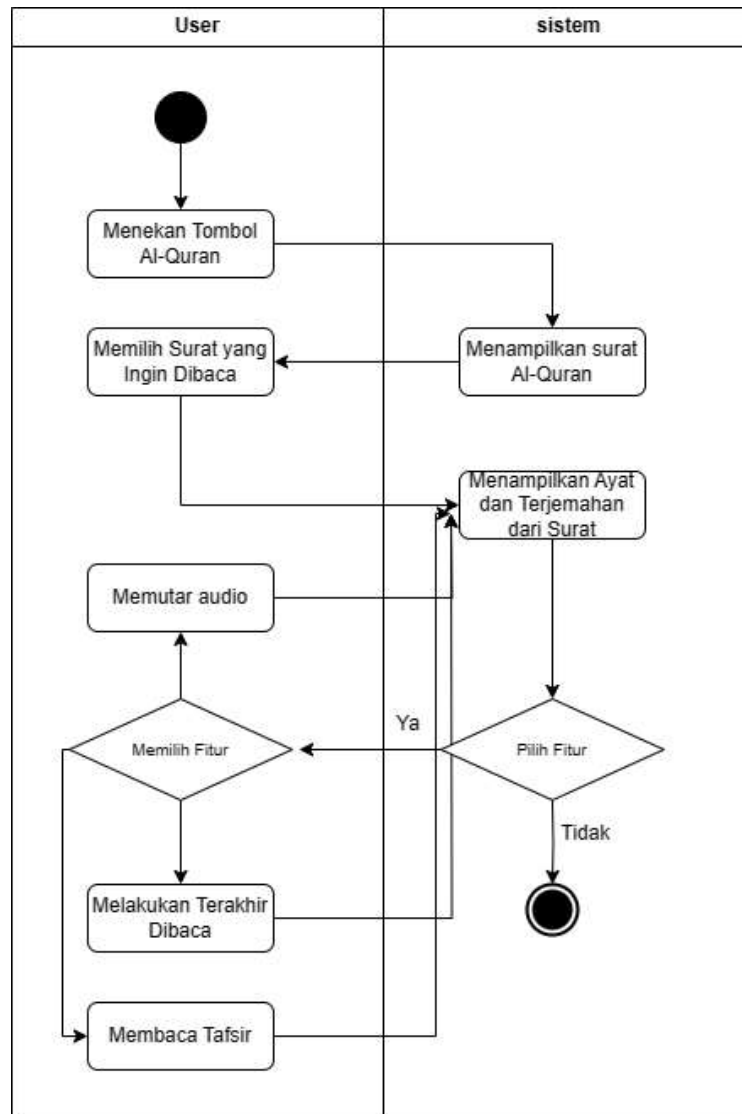 User
sistem
Menekan Tombol
Al-Quran
Memilih Surat yang
Ingin Dibaca
Menampilkan surat
Al-Quran
Menampilkan Ayat
dan Terjemahan
dari Surat
Memutar audio
Memilih Fitur
Ya
Pilih Fitur
Tidak
Melakukan Terakhir
Dibaca
Membaca Tafsir